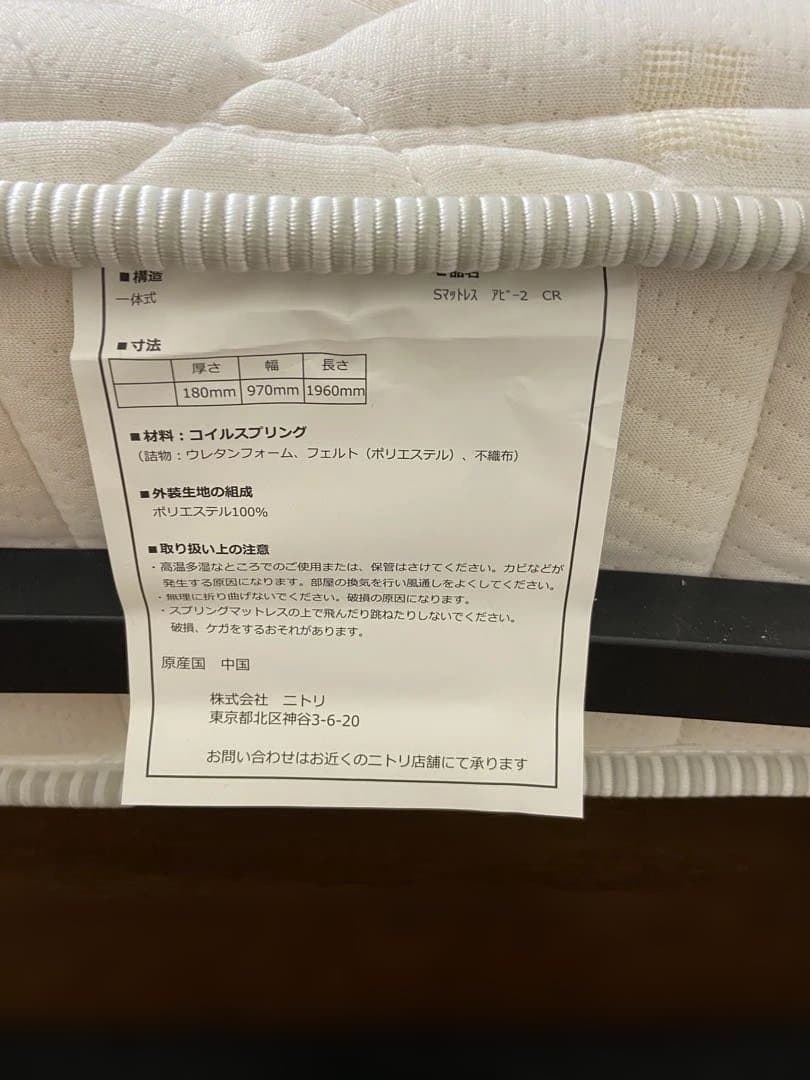 ■構造
一体式
■品名
Sマットレス アビー2 CR
■寸法
厚さ 幅 長さ
180mm 970mm 1960mm
■材料：コイルスプリング
（詰物：ウレタンフォーム、フェルト（ポリエステル）、不織布）
■外装生地の組成
ポリエステル100%
■取り扱い上の注意
・高温多湿なところでのご使用または、保管はさけてください。カビなどが
発生する原因になります。部屋の換気を行い風通しをよくしてください。
・無理に折り曲げないでください。破損の原因になります。
・スプリングマットレスの上で飛んだり跳ねたりしないでください。
破損、ケガをするおそれがあります。
原産国 中国
株式会社 ニトリ
東京都北区神谷3-6-20
お問い合わせはお近くのニトリ店舗にて承ります